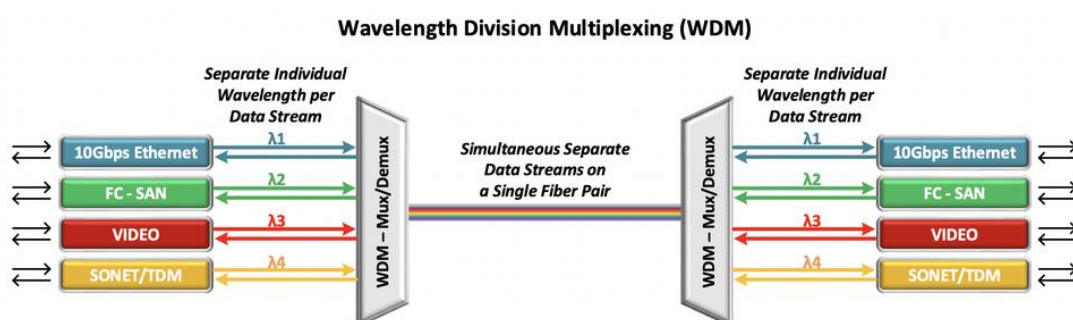 Wavelength Division Multiplexing (WDM)
Separate Individual
Wavelength per
Data Stream
10Gbps Ethernet
λ1
FC - SAN
λ2
VIDEO
λ3
SONET/TDM
λ4
WDM – Mux/Demux
Simultaneous Separate
Data Streams on
a Single Fiber Pair
WDM – Mux/Demux
Separate Individual
Wavelength per
Data Stream
λ1
10Gbps Ethernet
λ2
FC - SAN
λ3
VIDEO
λ4
SONET/TDM